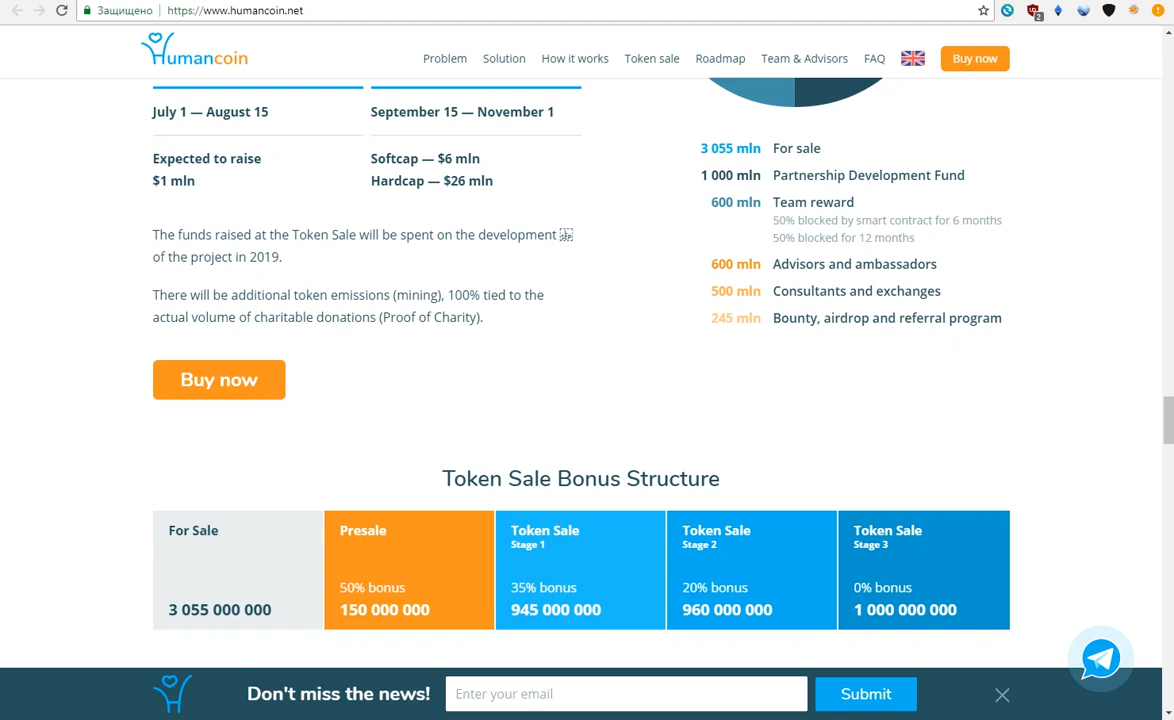 Защищено https://www.humancoin.net
2
Humancoin
Problem Solution How it works Token sale Roadmap Team & Advisors FAQ Buy now
July 1 — August 15
September 15 — November 1
Expected to raise
$1 mln
Softcap — $6 mln
Hardcap — $26 mln
The funds raised at the Token Sale will be spent on the development
of the project in 2019.
There will be additional token emissions (mining), 100% tied to the
actual volume of charitable donations (Proof of Charity).
Buy now
3 055 mln For sale
1 000 mln Partnership Development Fund
600 mln Team reward
50% blocked by smart contract for 6 months
50% blocked for 12 months
600 mln Advisors and ambassadors
500 mln Consultants and exchanges
245 mln Bounty, airdrop and referral program
Token Sale Bonus Structure
For Sale
3 055 000 000
Presale
50% bonus
150 000 000
Token Sale
Stage 1
35% bonus
945 000 000
Token Sale
Stage 2
20% bonus
960 000 000
Token Sale
Stage 3
0% bonus
1 000 000 000
Don't miss the news! Enter your email Submit